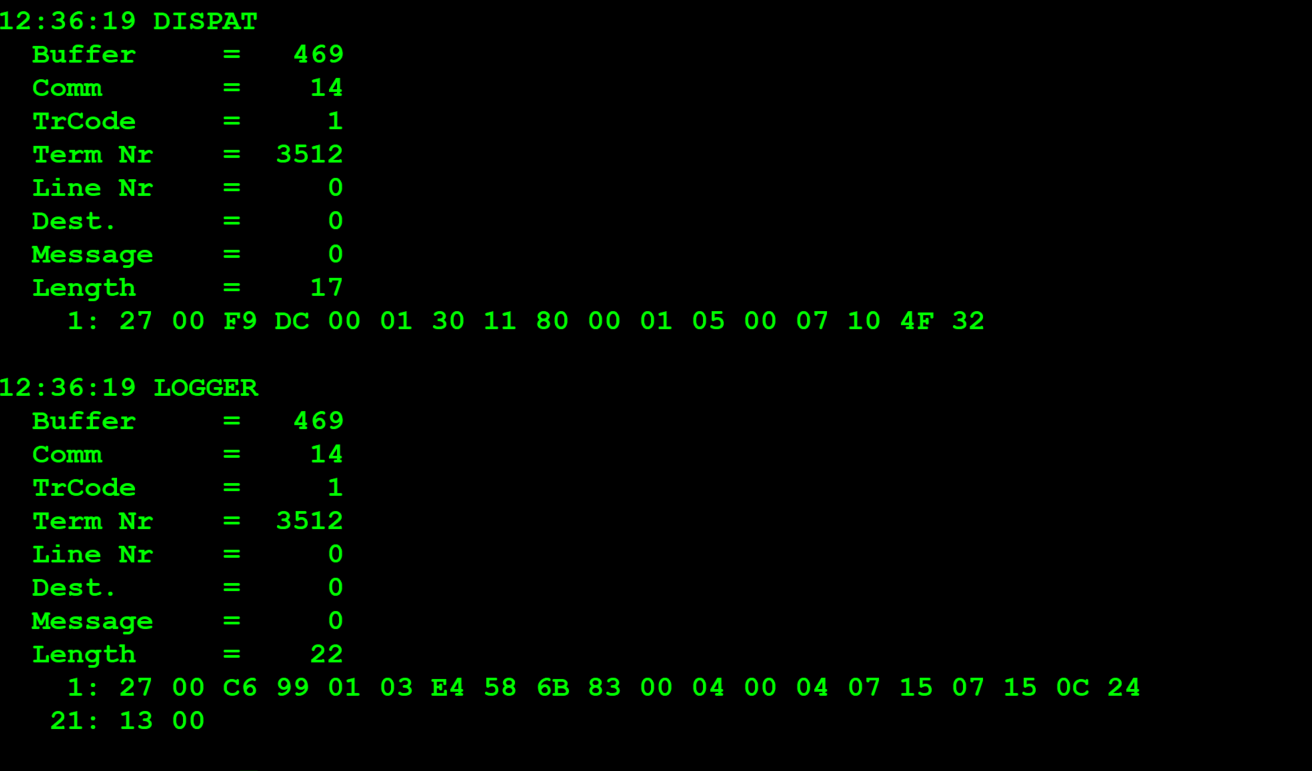 12:36:19 DISPAT
Buffer = 469
Comm = 14
TrCode = 1
Term Nr = 3512
Line Nr = 0
Dest. = 0
Message = 0
Length = 17
1: 27 00 F9 DC 00 01 30 11 80 00 01 05 00 07 10 4F 32
12:36:19 LOGGER
Buffer = 469
Comm = 14
TrCode = 1
Term Nr = 3512
Line Nr = 0
Dest. = 0
Message = 0
Length = 22
1: 27 00 C6 99 01 03 E4 58 6B 83 00 04 00 04 07 15 07 15 0C 24
21: 13 00